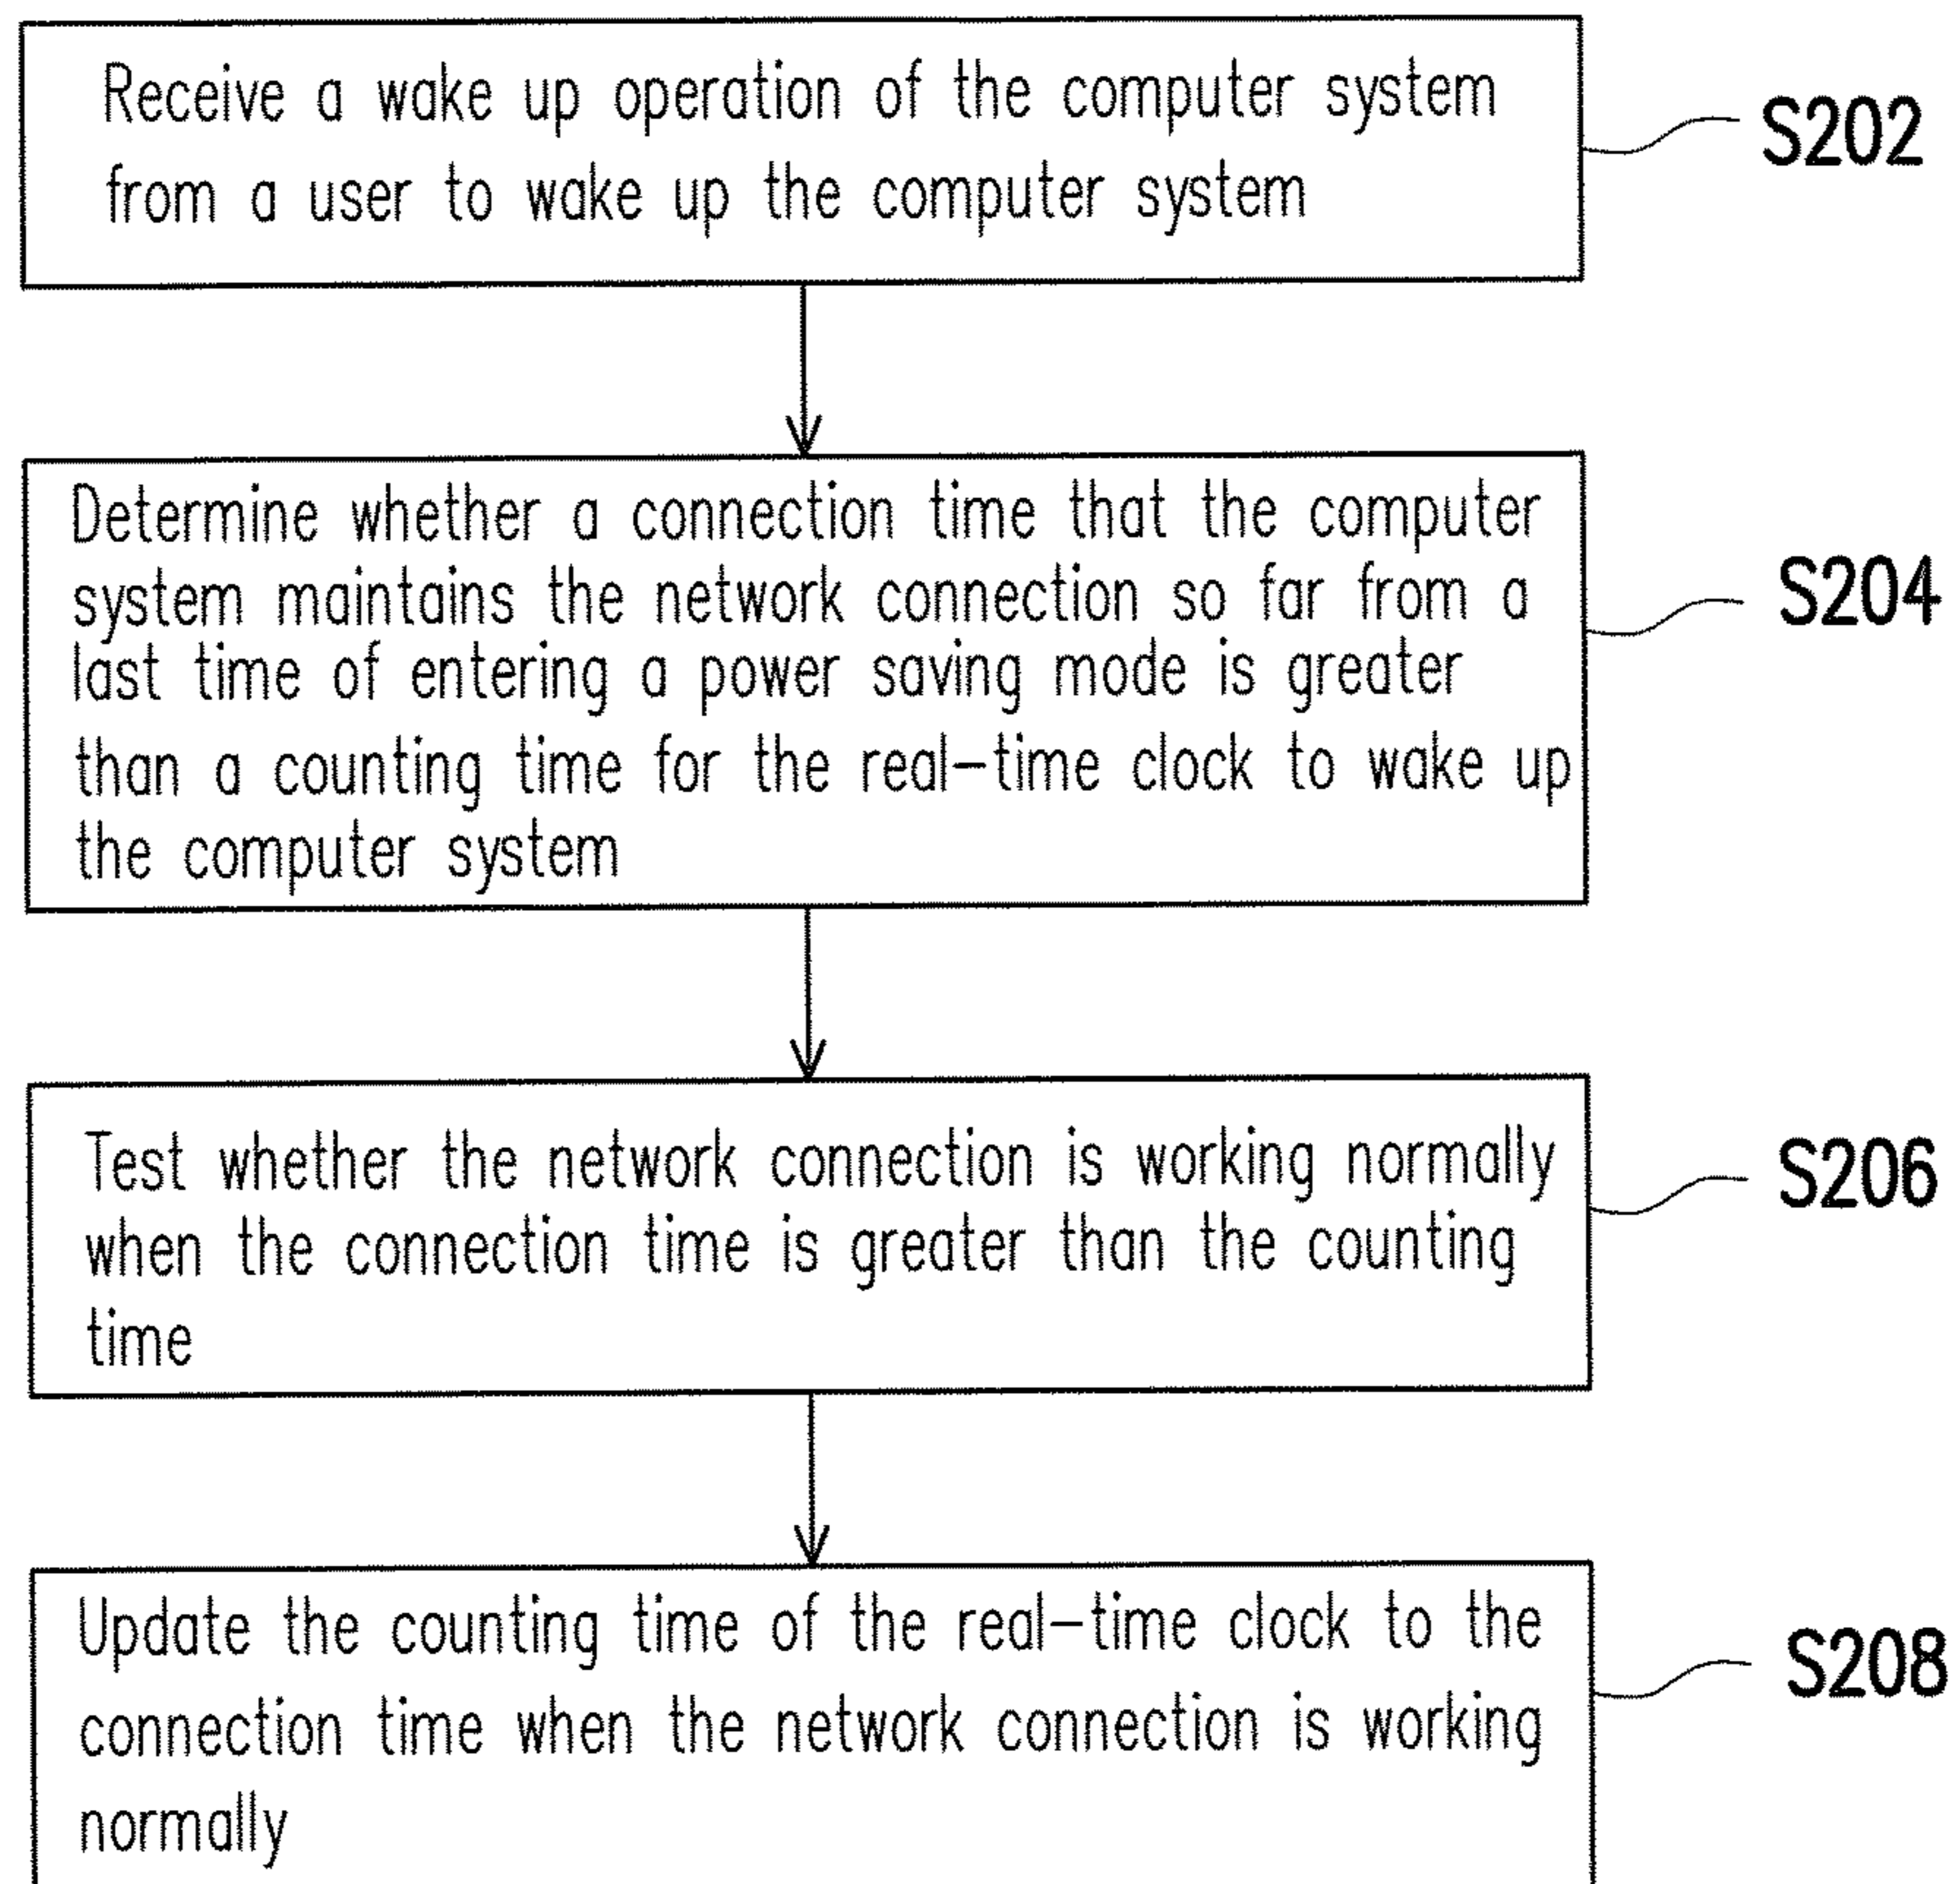 Receive a wake up operation of the computer system
from a user to wake up the computer system
S202
Determine whether a connection time that the computer
system maintains the network connection so far from a
last time of entering a power saving mode is greater
than a counting time for the real-time clock to wake up
the computer system
S204
Test whether the network connection is working normally
when the connection time is greater than the counting
time
S206
Update the counting time of the real-time clock to the
connection time when the network connection is working
normally
S208